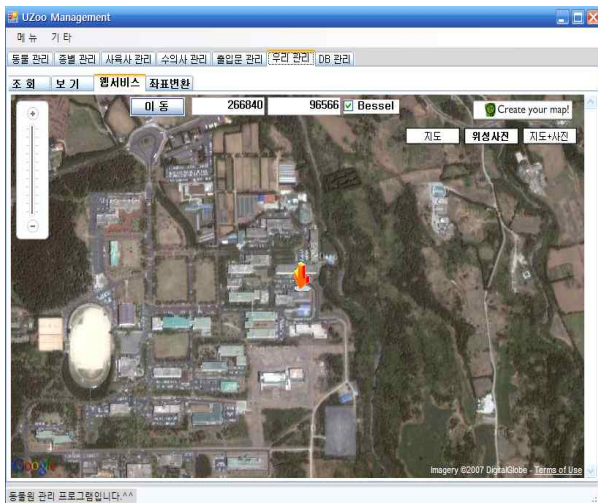 UZoo Management
메 뉴 기 타
동물 관리 종별 관리 사육사 관리 수의사 관리 출입문 관리 우리 관리 DB 관리
조 회 보 기 웹서비스 좌표변환
이 동 266840 96566 Bessel
Create your map!
지도 위성사진 지도+사진
Google
Imagery ©2007 DigitalGlobe - Terms of Use
동물원 관리 프로그램입니다.^^